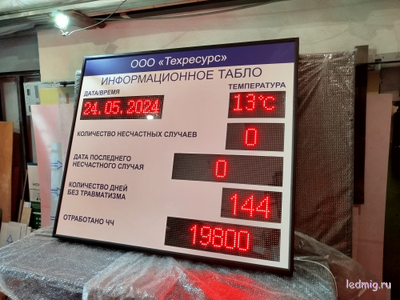 ООО «Техресурс»
ИНФОРМАЦИОННОЕ ТАБЛО
ДАТА/ВРЕМЯ
ТЕМПЕРАТУРА
24.05.2024
13°С
КОЛИЧЕСТВО НЕСЧАСТНЫХ СЛУЧАЕВ
0
ДАТА ПОСЛЕДНЕГО
НЕСЧАСТНОГО СЛУЧАЯ
0
КОЛИЧЕСТВО ДНЕЙ
БЕЗ ТРАВМАТИЗМА
144
ОТРАБОТАНО ЧЧ
19800
ledmig.ru